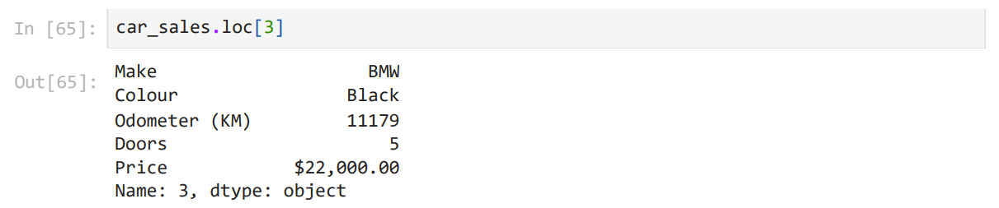 In [65]: car_sales.loc[3]
Out[65]:
Make BMW
Colour Black
Odometer (KM) 11179
Doors 5
Price $22,000.00
Name: 3, dtype: object